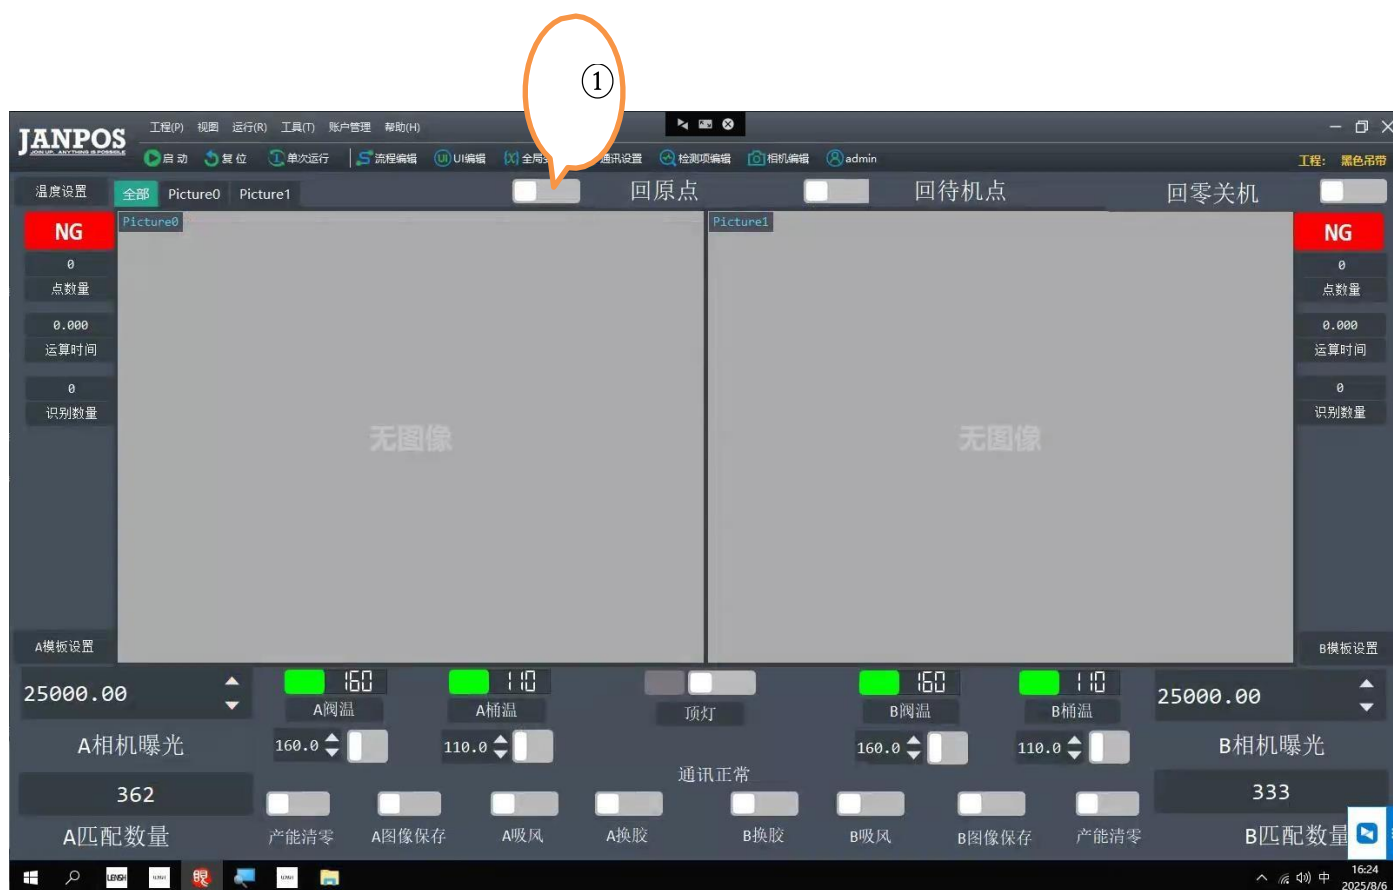 ①
JANPOS
JOIN UP. ANYTHING IS POSSIBLE
工程(P) 视图 运行(R) 工具(T) 账户管理 帮助(H)
启动 复位 单次运行 流程编辑 UI UI编辑 全局 通讯设置 检测项编辑 相机编辑 admin
工程: 黑色吊带
温度设置 全部 Picture0 Picture1 回原点 回待机点 回零关机
NG Picture0 Picture1 NG
0 0
点数量 点数量
0.000 0.000
运算时间 运算时间
0 0
识别数量 识别数量
无图像 无图像
A模板设置 B模板设置
25000.00 160 110 160 110 25000.00
A阀温 A桶温 顶灯 B阀温 B桶温
A相机曝光 160.0 110.0 160.0 110.0 B相机曝光
通讯正常
362 333
A匹配数量 产能清零 A图像保存 A吸风 A换胶 B换胶 B吸风 B图像保存 产能清零 B匹配数量
中 16:24
2025/8/6